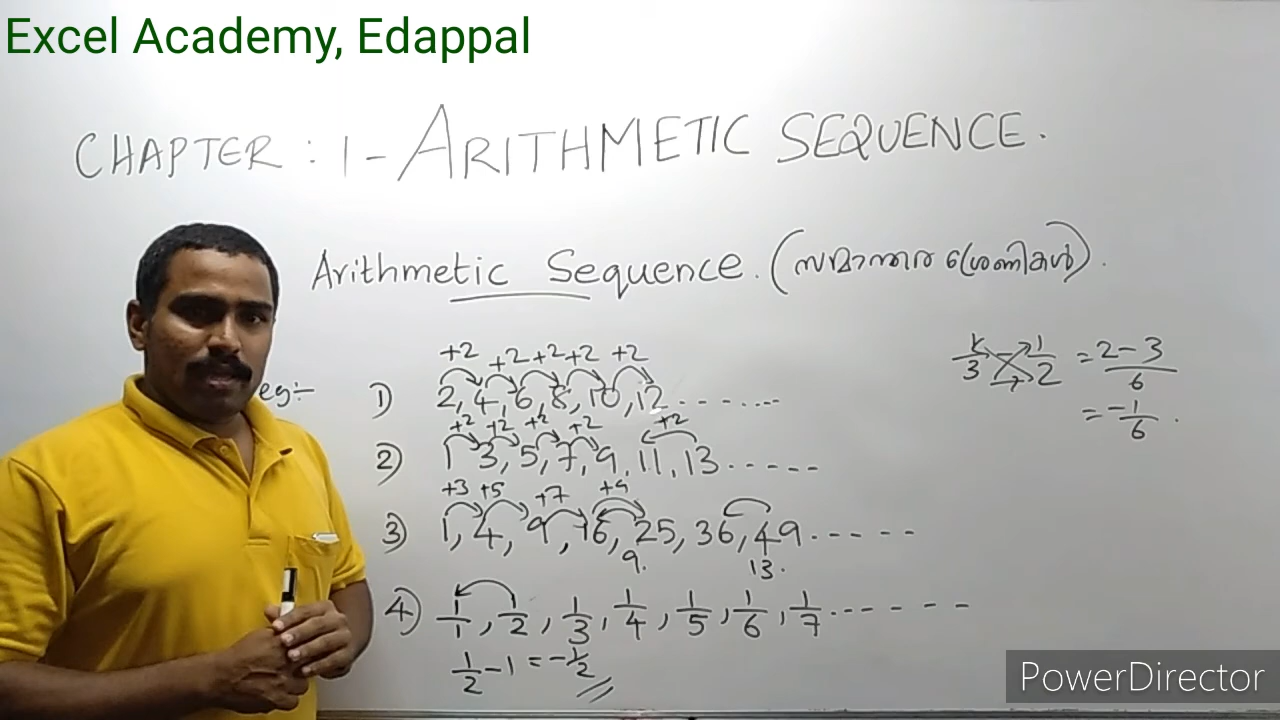 Excel Academy, Edappal
CHAPTER : 1 - ARITHMETIC SEQUENCE.
Arithmetic Sequence. (സമാന്തര ശ്രേണികൾ).
eg:-
+2 +2 +2 +2 +2
1) 2, 4, 6, 8, 10, 12 - - - - - - -
+2 +2 +2 +2 +2
2) 1 3, 5, 7, 9, 11, 13 - - - - -
+3 +5 +7 +9
3) 1, 4, 9, 16, 25, 36, 49 - - - - -
9. 13.
4) 1/1, 1/2, 1/3, 1/4, 1/5, 1/6, 1/7 - - - - - -
1/2 - 1 = -1/2
1/3 - 1/2 = 2-3/6
= -1/6.
PowerDirector